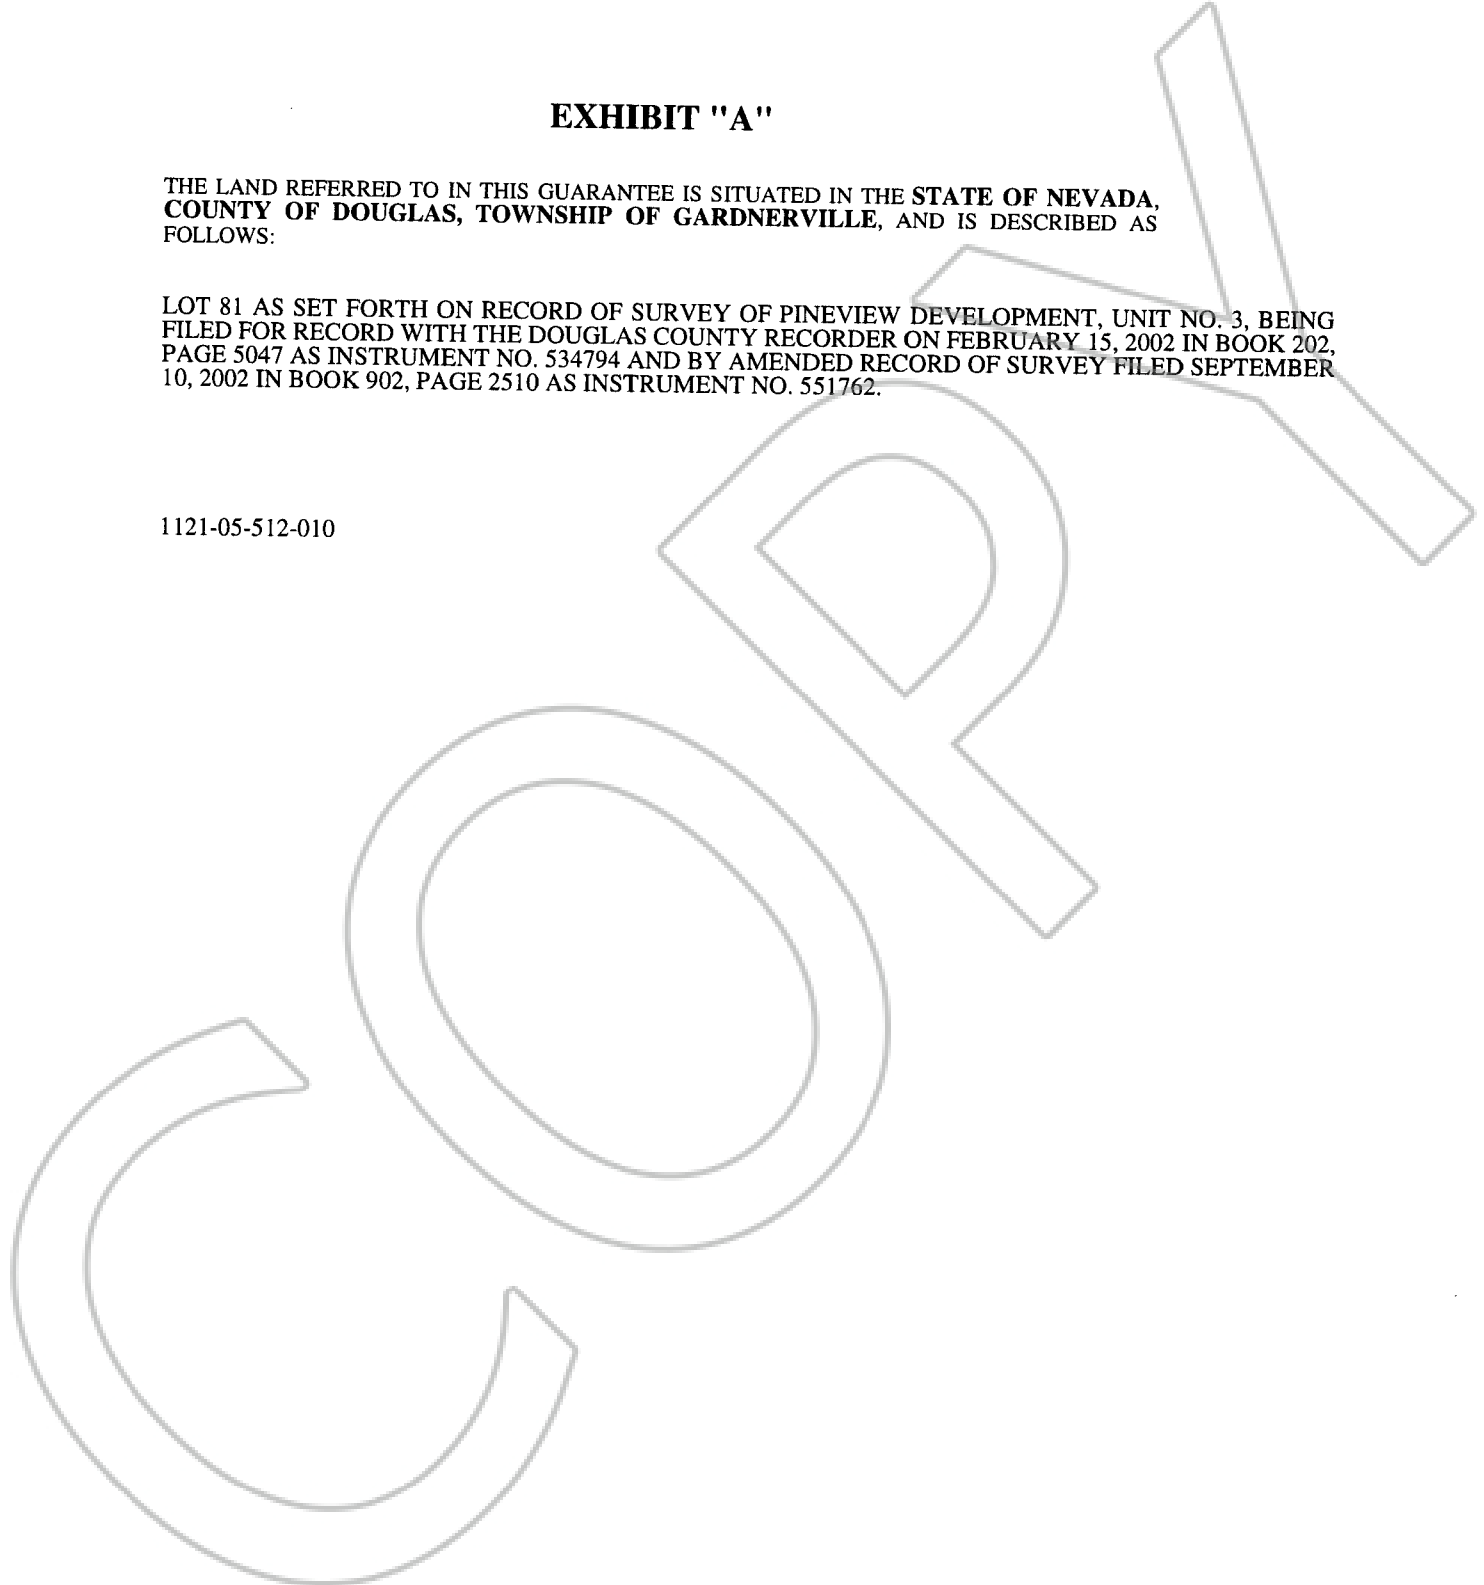 EXHIBIT "A"
THE LAND REFERRED TO IN THIS GUARANTEE IS SITUATED IN THE STATE OF NEVADA,
COUNTY OF DOUGLAS, TOWNSHIP OF GARDNERVILLE, AND IS DESCRIBED AS
FOLLOWS:
LOT 81 AS SET FORTH ON RECORD OF SURVEY OF PINEVIEW DEVELOPMENT, UNIT NO. 3, BEING
FILED FOR RECORD WITH THE DOUGLAS COUNTY RECORDER ON FEBRUARY 15, 2002 IN BOOK 202,
PAGE 5047 AS INSTRUMENT NO. 534794 AND BY AMENDED RECORD OF SURVEY FILED SEPTEMBER
10, 2002 IN BOOK 902, PAGE 2510 AS INSTRUMENT NO. 551762.
1121-05-512-010
COPY